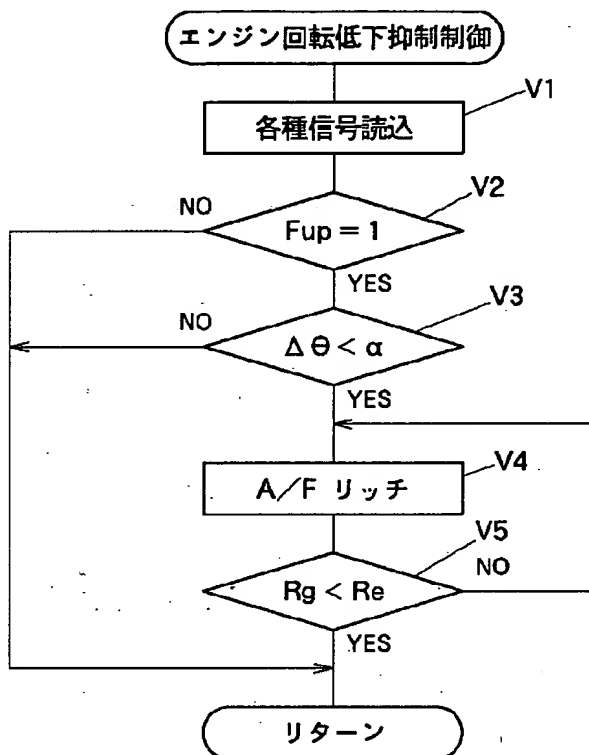 エンジン回転低下抑制制御
V1
各種信号読込
V2
NO
Fup = 1
YES
V3
NO
Δθ < α
YES
V4
A/F リッチ
V5
Rg < Re
NO
YES
リターン